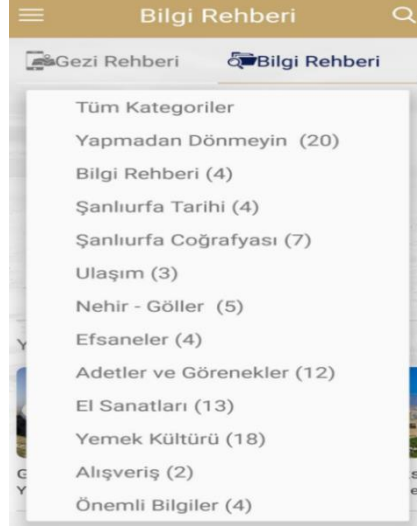 Bilgi Rehberi
Gezi Rehberi Bilgi Rehberi
Tüm Kategoriler
Yapmadan Dönmeyin (20)
Bilgi Rehberi (4)
Şanlıurfa Tarihi (4)
Şanlıurfa Coğrafyası (7)
Ulaşım (3)
Nehir - Göller (5)
Efsaneler (4)
Adetler ve Görenekler (12)
El Sanatları (13)
Yemek Kültürü (18)
Alışveriş (2)
Önemli Bilgiler (4)